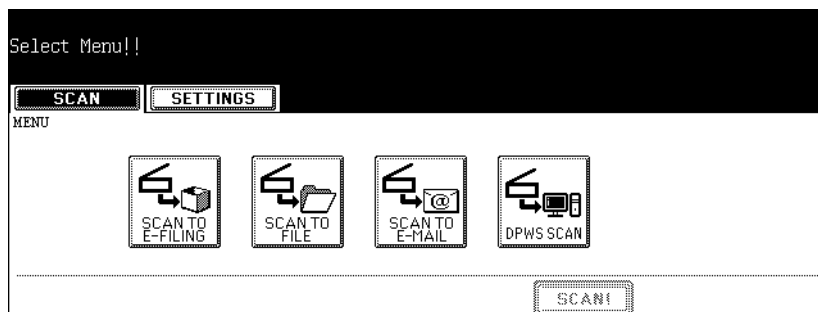 Select Menu!!
SCAN SETTINGS
MENU
SCAN TO
E-FILING
SCAN TO
FILE
@
SCAN TO
E-MAIL
DPWS SCAN
SCAN!